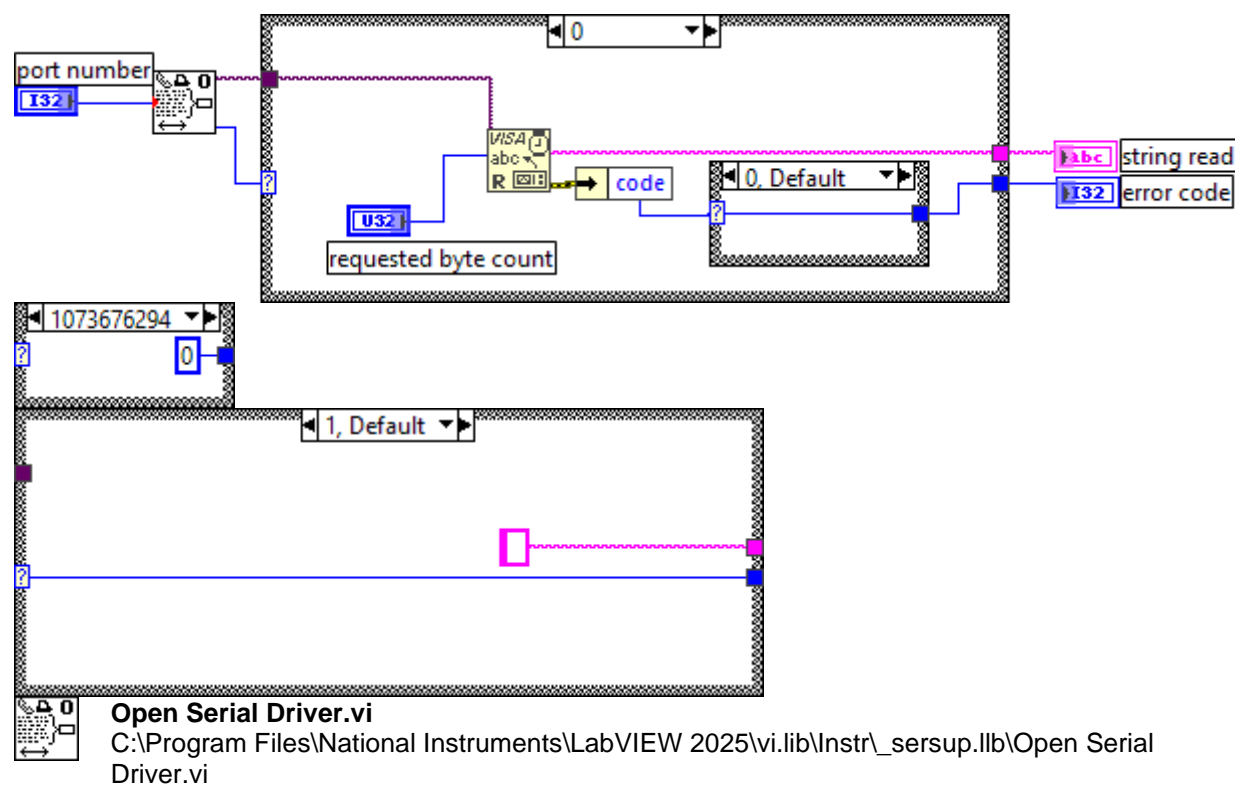 0
port number
0
I32
VISA
abc
string read
abc
0, Default
R
code
?
I32
error code
U32
?
requested byte count
1073676294
?
0
1, Default
?
0
Open Serial Driver.vi
C:\Program Files\National Instruments\LabVIEW 2025\vi.lib\Instr\_sersup.llb\Open Serial
Driver.vi